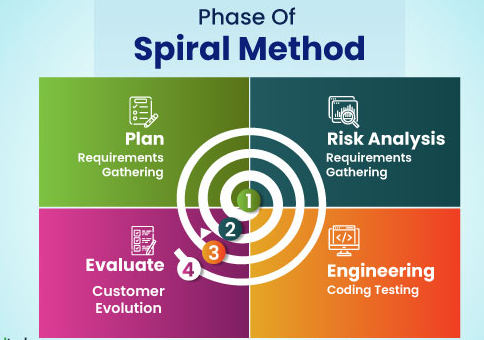 Phase Of
Spiral Method
Plan
Requirements
Gathering
Risk Analysis
Requirements
Gathering
1
2
3
4
Evaluate
Customer
Evolution
Engineering
Coding Testing